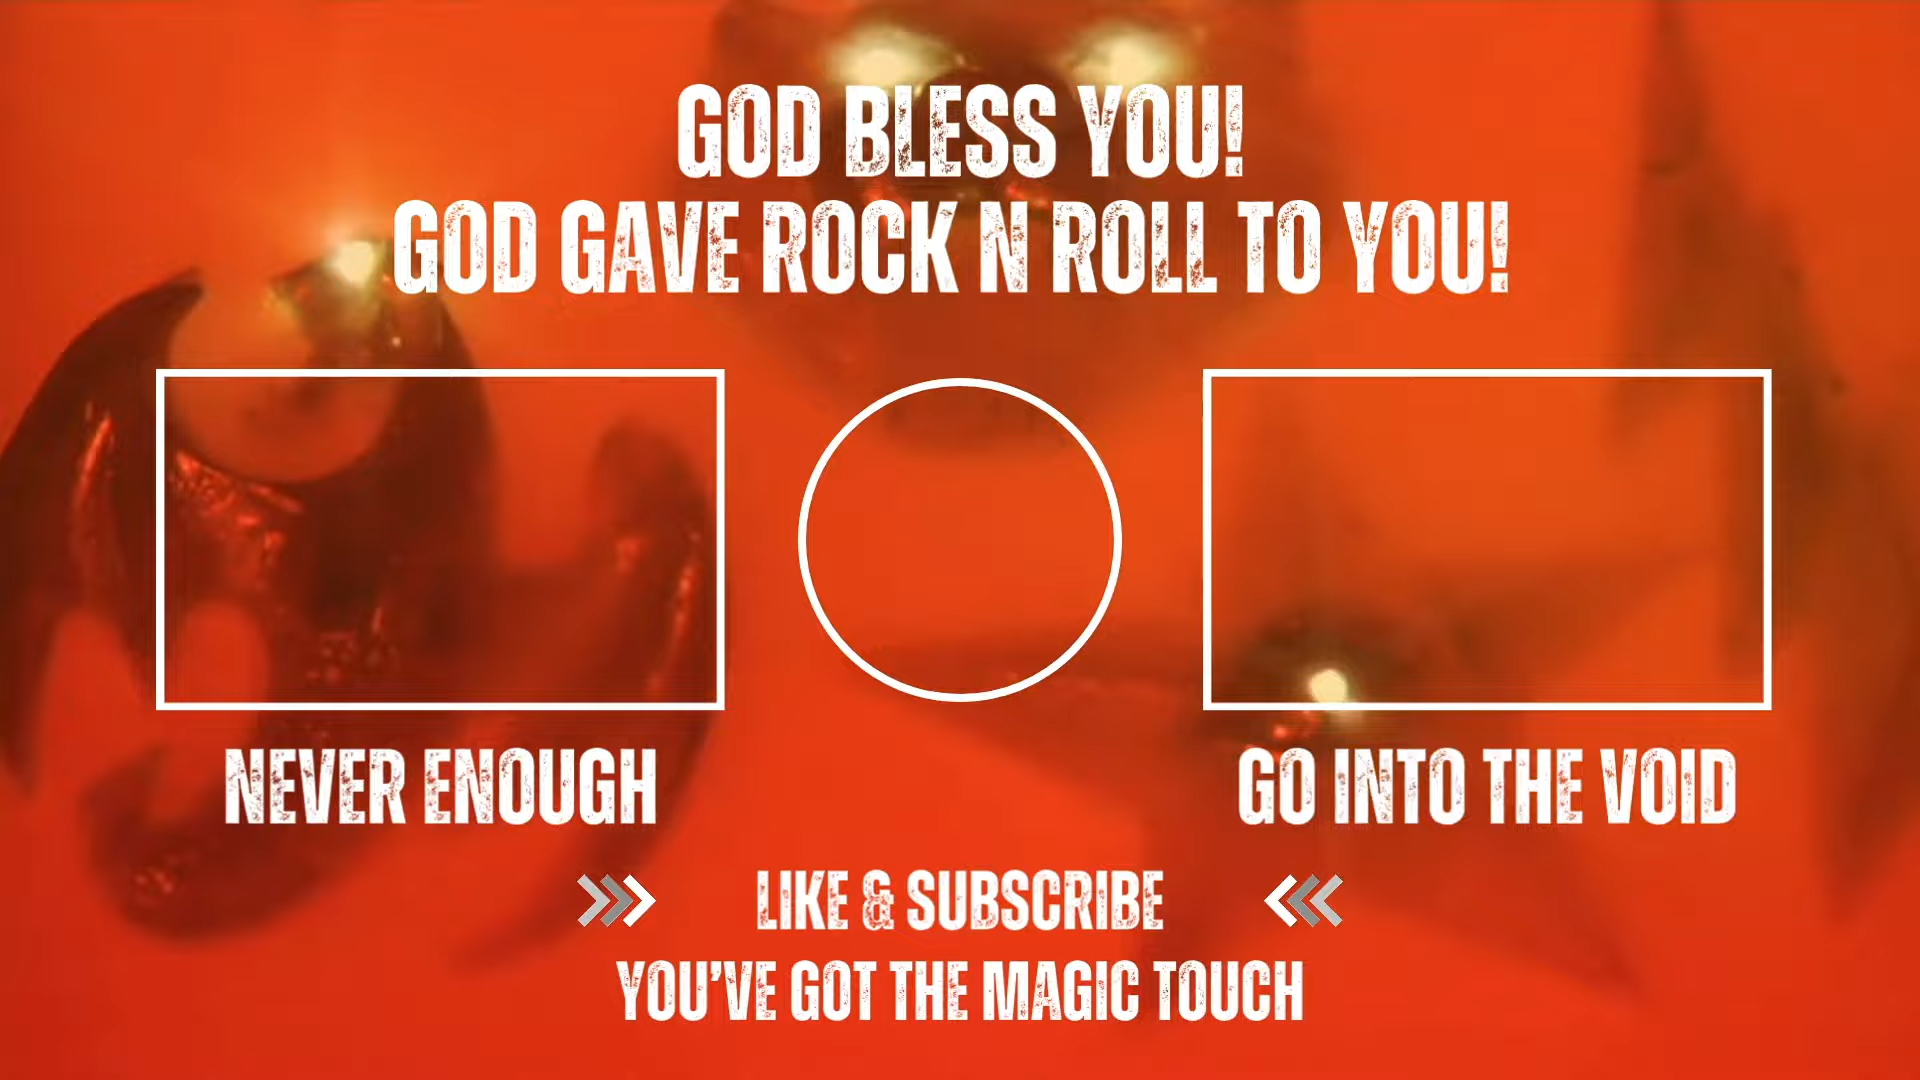 GOD BLESS YOU!
GOD GAVE ROCK N ROLL TO YOU!
NEVER ENOUGH
GO INTO THE VOID
LIKE & SUBSCRIBE
YOU'VE GOT THE MAGIC TOUCH